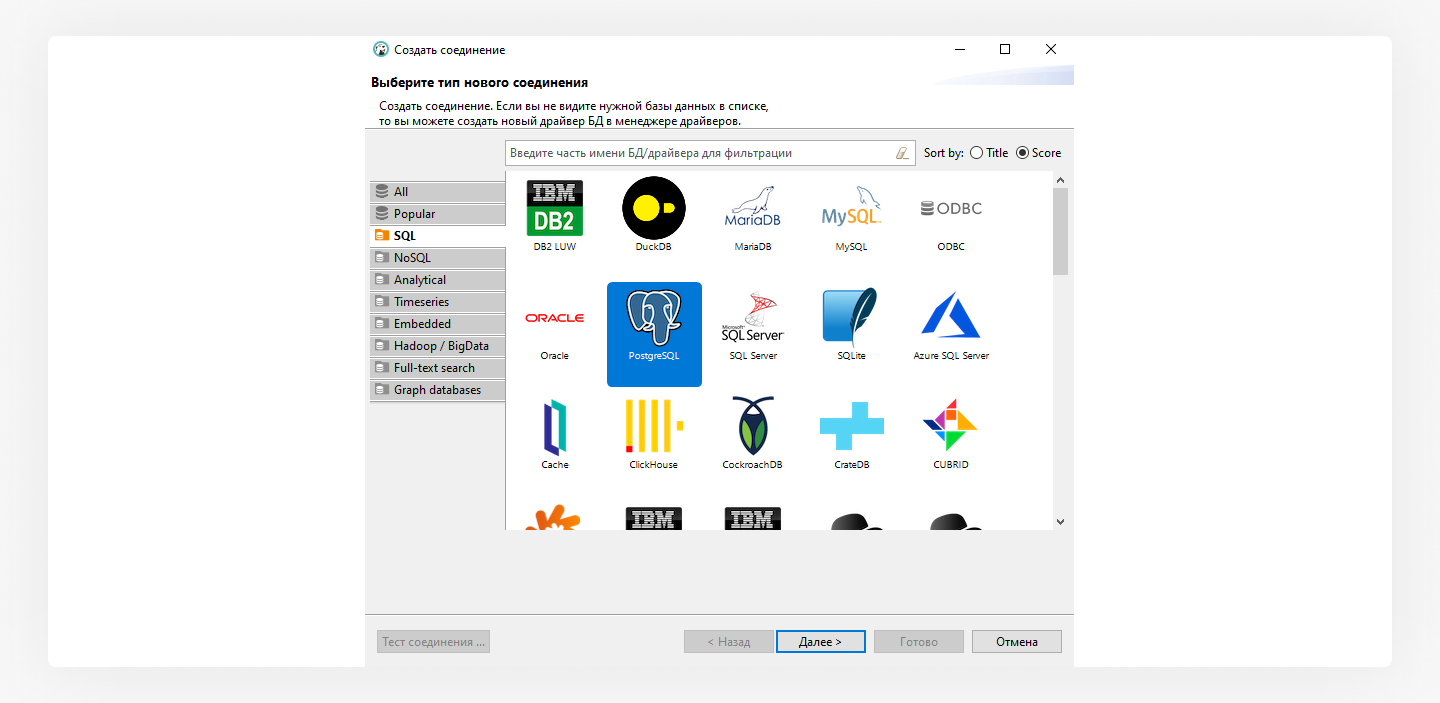 Создать соединение
Выберите тип нового соединения
Создать соединение. Если вы не видите нужной базы данных в списке,
то вы можете создать новый драйвер БД в менеджере драйверов.
Введите часть имени БД/драйвера для фильтрации
Sort by: Title Score
All
Popular
SQL
NoSQL
Analytical
Timeseries
Embedded
Hadoop / BigData
Full-text search
Graph databases
IBM
DB2
MariaDB
MySQL
ODBC
DB2 LUW
DuckDB
MariaDB
MySQL
ODBC
ORACLE
Microsoft
SQL Server
Oracle
PostgreSQL
SQL Server
SQLite
Azure SQL Server
Cache
ClickHouse
CockroachDB
CrateDB
CUBRID
IBM
IBM
Тест соединения ...
< Назад
Далее >
Готово
Отмена